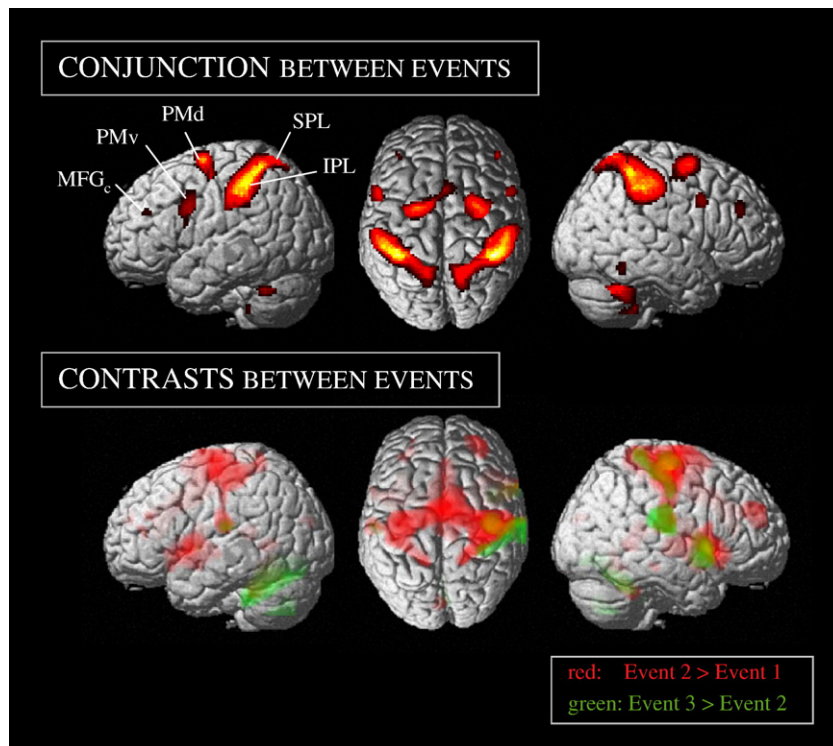 CONJUNCTION BETWEEN EVENTS
PMd
SPL
PMv
IPL
MFGc
CONTRASTS BETWEEN EVENTS
red: Event 2 > Event 1
green: Event 3 > Event 2